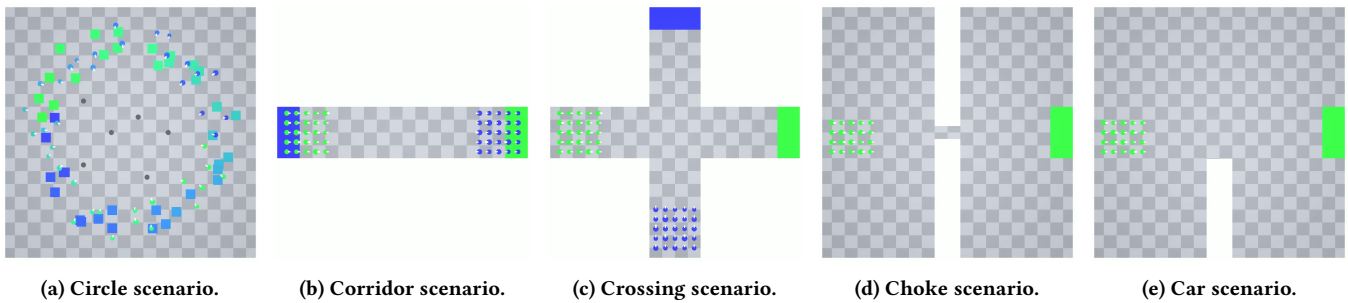 (a) Circle scenario.
(b) Corridor scenario.
(c) Crossing scenario.
(d) Choke scenario.
(e) Car scenario.